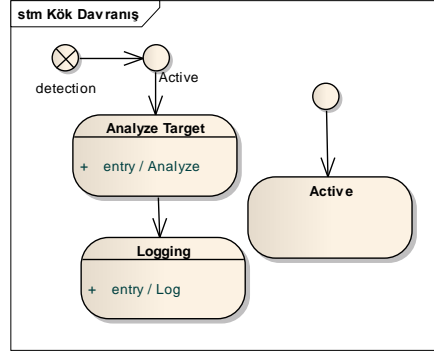 stm Kök Davranış
detection
Active
Analyze Target
+ entry / Analyze
Logging
+ entry / Log
Active